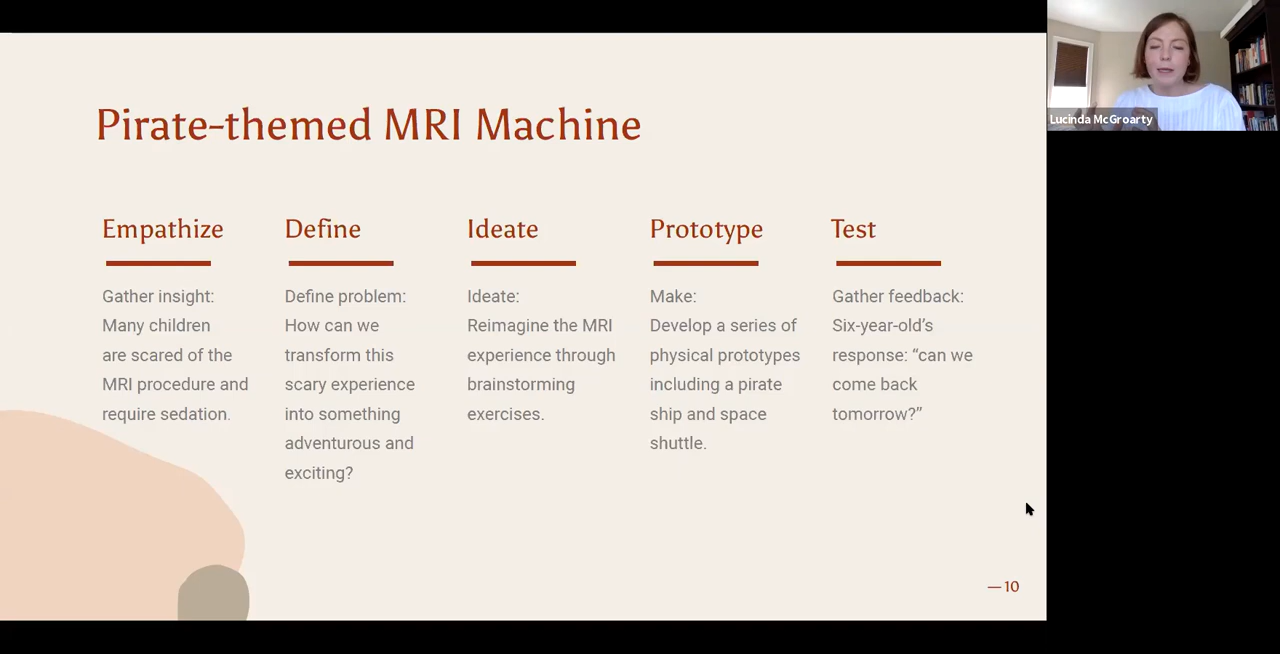 Pirate-themed MRI Machine
Empathize
Gather insight:
Many children
are scared of the
MRI procedure and
require sedation.
Define
Define problem:
How can we
transform this
scary experience
into something
adventurous and
exciting?
Ideate
Ideate:
Reimagine the MRI
experience through
brainstorming
exercises.
Prototype
Make:
Develop a series of
physical prototypes
including a pirate
ship and space
shuttle.
Test
Gather feedback:
Six-year-old’s
response: “can we
come back
tomorrow?”
— 10
Lucinda McGroarty